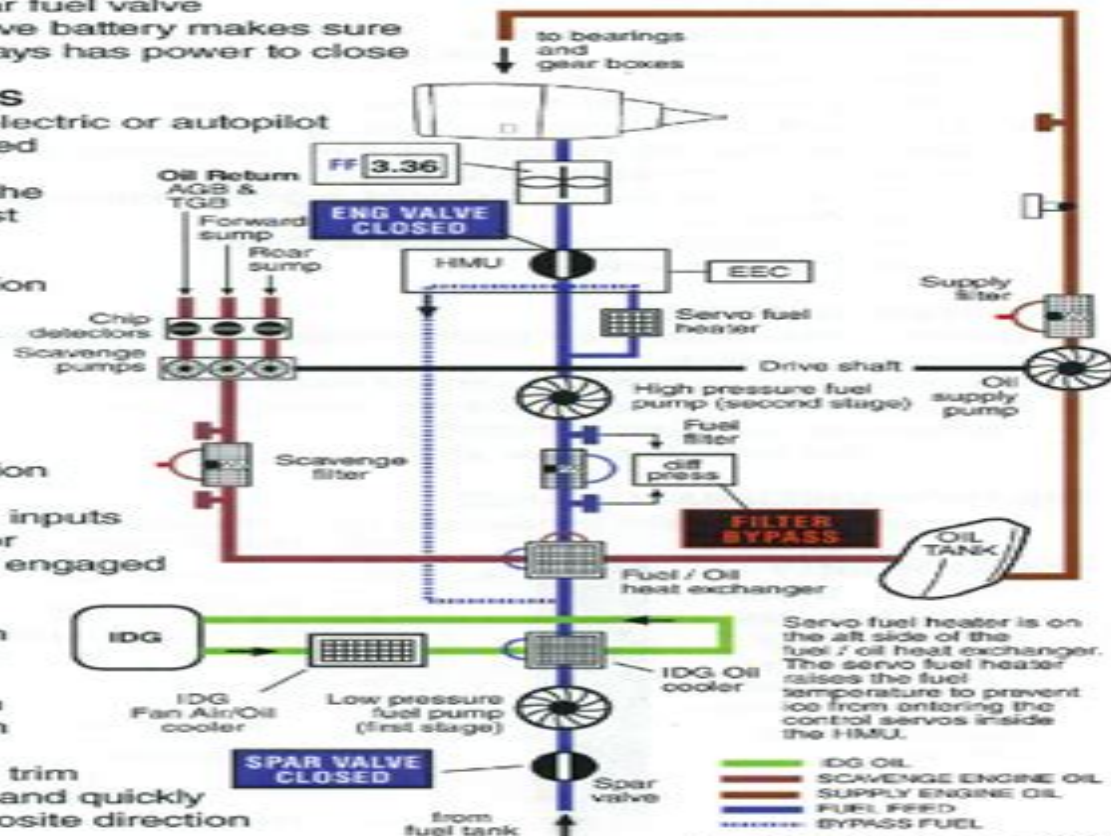 ar fuel valve
ve battery makes sure
ays has power to close
s
lectric or autopilot
ed
he
st
ion
ion
inputs
or
engaged
n
n
trim
and quickly
osite direction
to bearings
and
gear boxes
FF 3.36
Oil Return
AGB &
TGB
Forward
sump
Rear
sump
ENG VALVE
CLOSED
HMU
EEC
Supply
filter
Chip
detectors
Servo fuel
heater
Scavenge
pumps
Drive shaft
High pressure fuel
pump (second stage)
Oil
supply
pump
Fuel
filter
Scavenge
filter
diff
press
FILTER
BYPASS
OIL
TANK
Fuel / Oil
heat exchanger
IDG
IDG Oil
cooler
IDG
Fan Air/Oil
cooler
Low pressure
fuel pump
(first stage)
Servo fuel heater is on
the aft side of the
fuel / oil heat exchanger.
The servo fuel heater
raises the fuel
temperature to prevent
ice from entering the
control servos inside
the HMU.
SPAR VALVE
CLOSED
Spar
valve
from
fuel tank
IDG OIL
SCAVENGE ENGINE OIL
SUPPLY ENGINE OIL
FUEL FEED
BYPASS FUEL